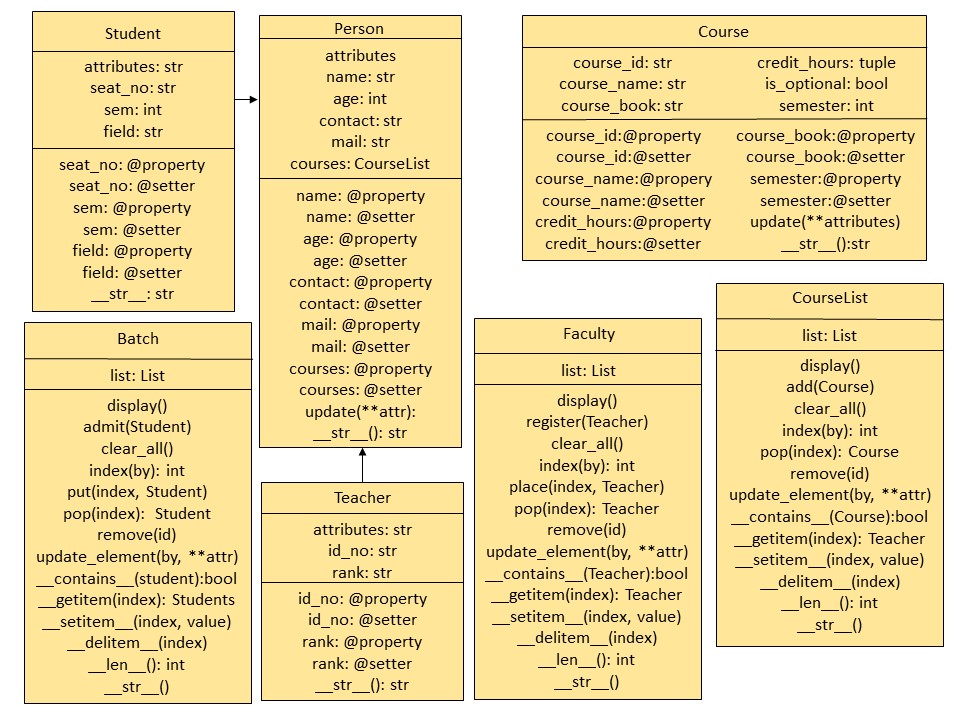 Student
attributes: str
seat_no: str
sem: int
field: str
seat_no: @property
seat_no: @setter
sem: @property
sem: @setter
field: @property
field: @setter
__str__: str
Person
attributes
name: str
age: int
contact: str
mail: str
courses: CourseList
name: @property
name: @setter
age: @property
age: @setter
contact: @property
contact: @setter
mail: @property
mail: @setter
courses: @property
courses: @setter
update(**attr):
__str__(): str
Course
course_id: str
course_name: str
course_book: str
credit_hours: tuple
is_optional: bool
semester: int
course_id:@property
course_id:@setter
course_name:@propery
course_name:@setter
credit_hours:@property
credit_hours:@setter
course_book:@property
course_book:@setter
semester:@property
semester:@setter
update(**attributes)
__str__():str
Batch
list: List
display()
admit(Student)
clear_all()
index(by): int
put(index, Student)
pop(index): Student
remove(id)
update_element(by, **attr)
__contains__(student):bool
__getitem(index): Students
__setitem__(index, value)
__delitem__(index)
__len__(): int
__str__()
Teacher
attributes: str
id_no: str
rank: str
id_no: @property
id_no: @setter
rank: @property
rank: @setter
__str__(): str
Faculty
list: List
display()
register(Teacher)
clear_all()
index(by): int
place(index, Teacher)
pop(index): Teacher
remove(id)
update_element(by, **attr)
__contains__(Teacher):bool
__getitem(index): Teacher
__setitem__(index, value)
__delitem__(index)
__len__(): int
__str__()
CourseList
list: List
display()
add(Course)
clear_all()
index(by): int
pop(index): Course
remove(id)
update_element(by, **attr)
__contains__(Course):bool
__getitem(index): Teacher
__setitem__(index, value)
__delitem__(index)
__len__(): int
__str__()